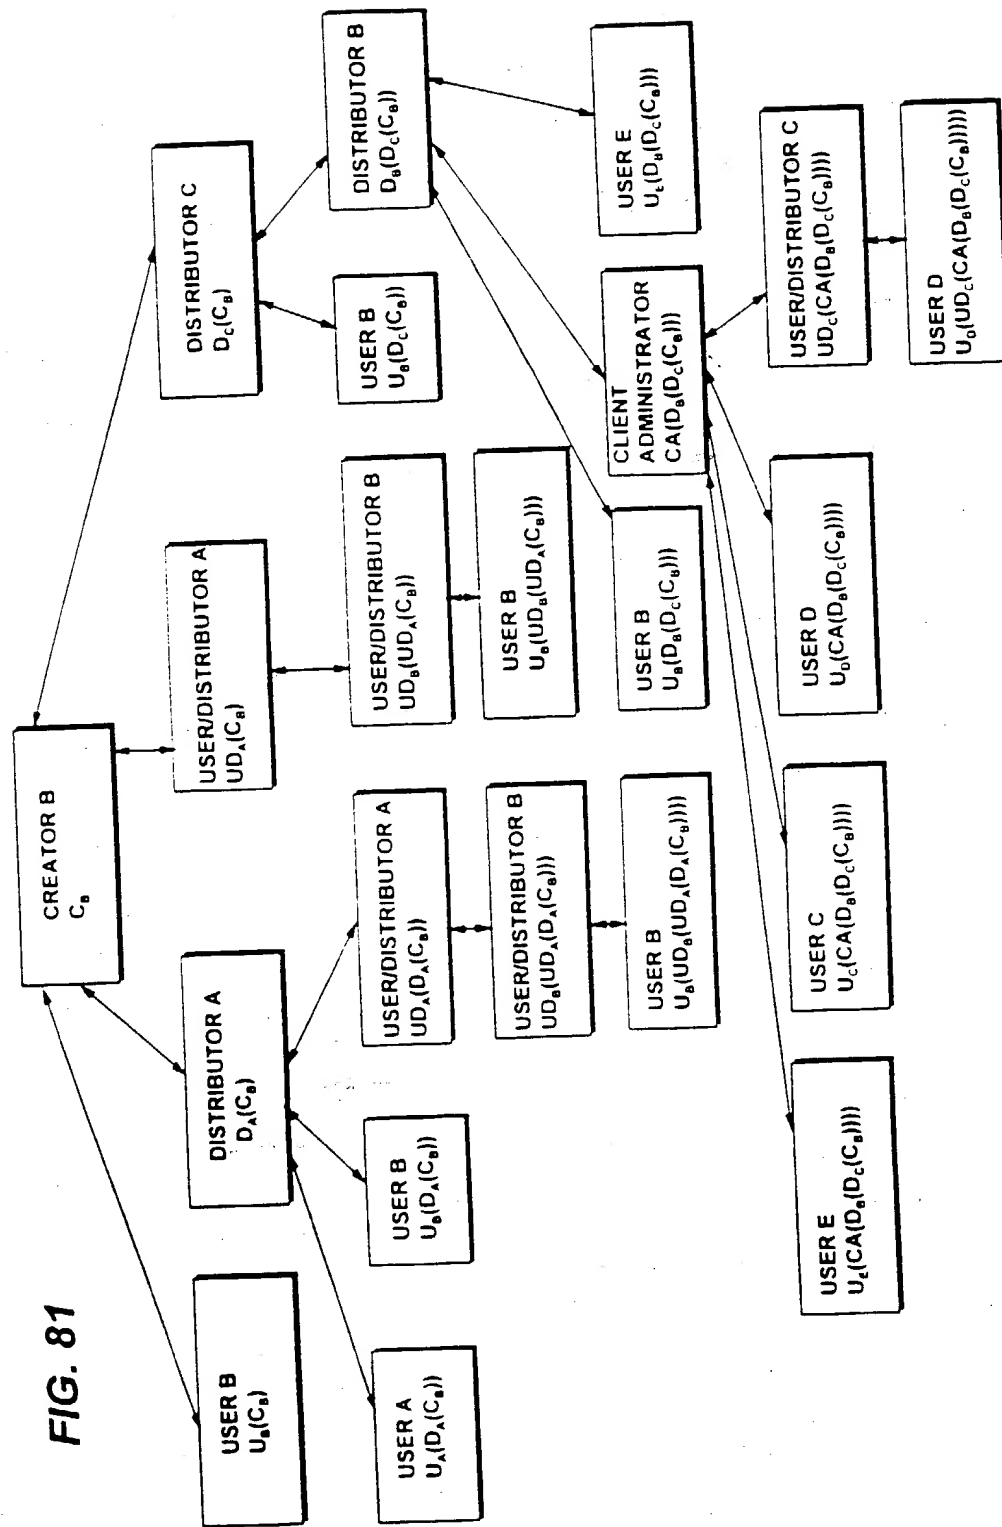 FIG. 81
CREATOR B
C_B
USER B
U_B(C_B)
DISTRIBUTOR A
D_A(C_B)
USER/DISTRIBUTOR A
UD_A(C_B)
DISTRIBUTOR C
D_C(C_B)
USER A
U_A(D_A(C_B))
USER B
U_B(D_A(C_B))
USER/DISTRIBUTOR A
UD_A(D_A(C_B))
USER/DISTRIBUTOR B
UD_B(UD_A(C_B))
USER B
U_B(D_C(C_B))
DISTRIBUTOR B
D_B(D_C(C_B))
USER/DISTRIBUTOR B
UD_B(UD_A(D_A(C_B)))
USER B
U_B(UD_B(UD_A(C_B)))
USER B
U_B(UD_B(UD_A(D_A(C_B))))
USER B
U_B(D_B(D_C(C_B)))
CLIENT
ADMINISTRATOR
CA(D_B(D_C(C_B)))
USER E
U_E(D_B(D_C(C_B)))
USER E
U_E(CA(D_B(D_C(C_B))))
USER C
U_C(CA(D_B(D_C(C_B))))
USER D
U_D(CA(D_B(D_C(C_B))))
USER/DISTRIBUTOR C
UD_C(CA(D_B(D_C(C_B))))
USER D
U_D(UD_C(CA(D_B(D_C(C_B)))))